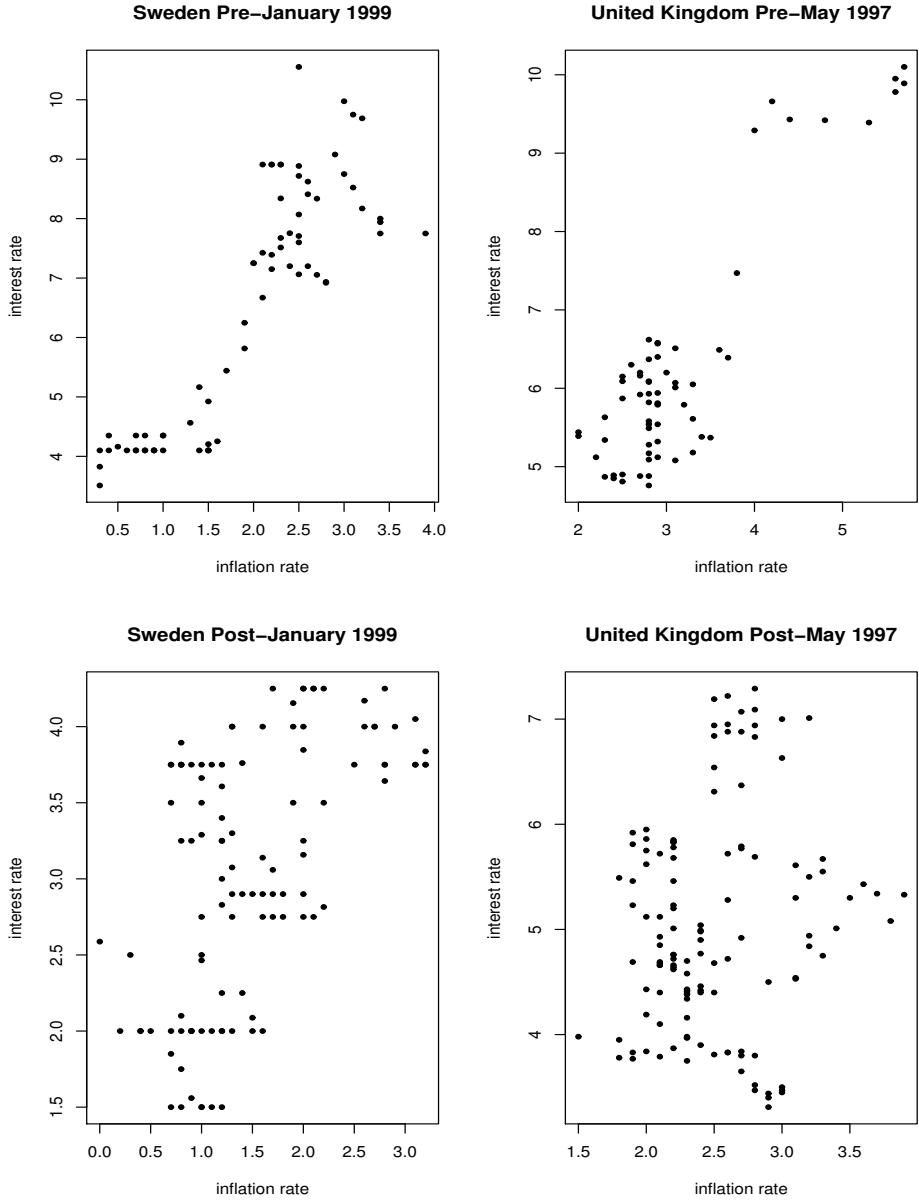 Sweden Pre−January 1999
interest rate
10
9
8
7
6
5
4
0.5 1.0 1.5 2.0 2.5 3.0 3.5 4.0
inflation rate
United Kingdom Pre−May 1997
interest rate
10
9
8
7
6
5
2 3 4 5
inflation rate
Sweden Post−January 1999
interest rate
4.0
3.5
3.0
2.5
2.0
1.5
0.0 0.5 1.0 1.5 2.0 2.5 3.0
inflation rate
United Kingdom Post−May 1997
interest rate
7
6
5
4
1.5 2.0 2.5 3.0 3.5
inflation rate